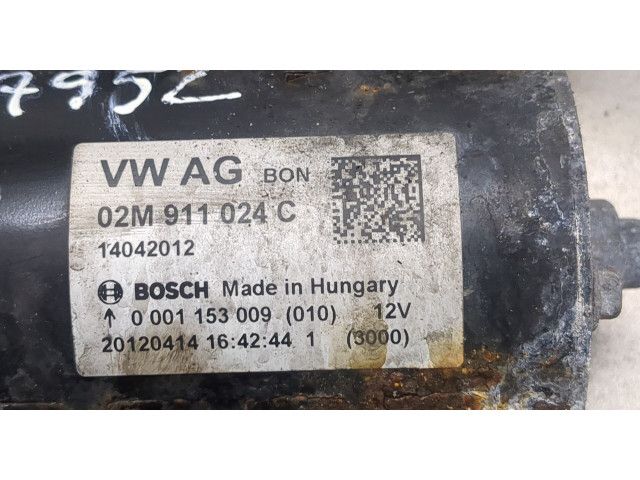 7952
VW AG BON
02M 911 024 C
14042012
BOSCH Made in Hungary
↑ 0 001 153 009 (010) 12V
20120414 16:42:44 1 (3000)